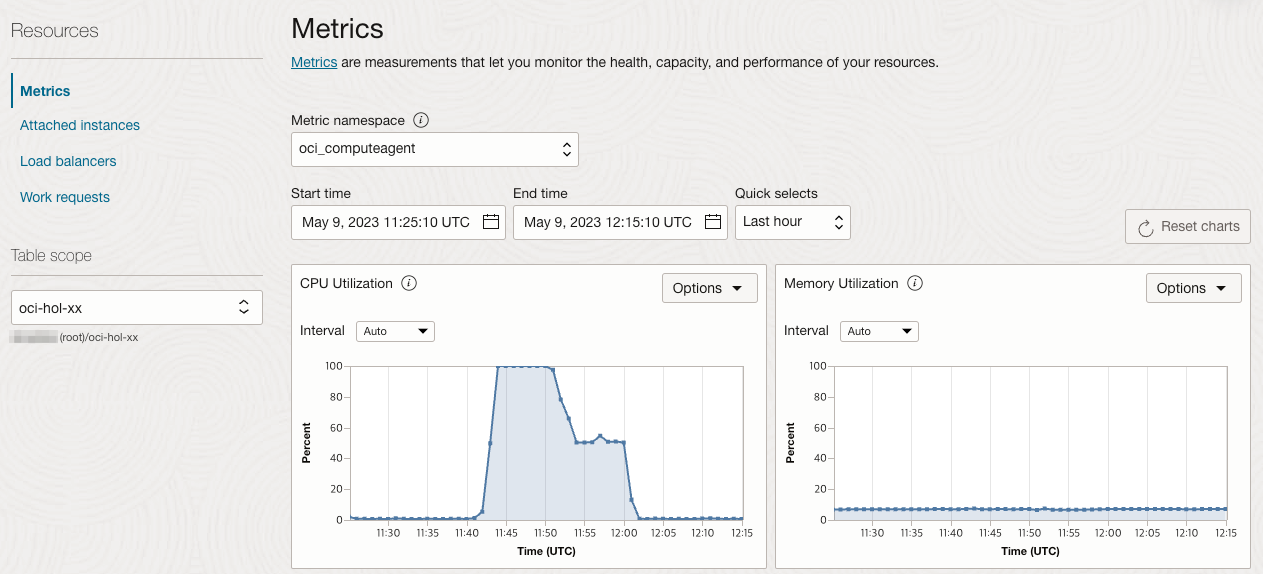 Resources
Metrics
Attached instances
Load balancers
Work requests
Table scope
oci-hol-xx
(root)/oci-hol-xx
Metrics
Metrics are measurements that let you monitor the health, capacity, and performance of your resources.
Metric namespace i
oci_computeagent
Start time End time Quick selects
May 9, 2023 11:25:10 UTC May 9, 2023 12:15:10 UTC Last hour Reset charts
CPU Utilization i Options
Interval Auto
100
80
60
40
20
0
Percent
11:30 11:35 11:40 11:45 11:50 11:55 12:00 12:05 12:10 12:15
Time (UTC)
Memory Utilization i Options
Interval Auto
100
80
60
40
20
0
Percent
11:30 11:35 11:40 11:45 11:50 11:55 12:00 12:05 12:10 12:15
Time (UTC)